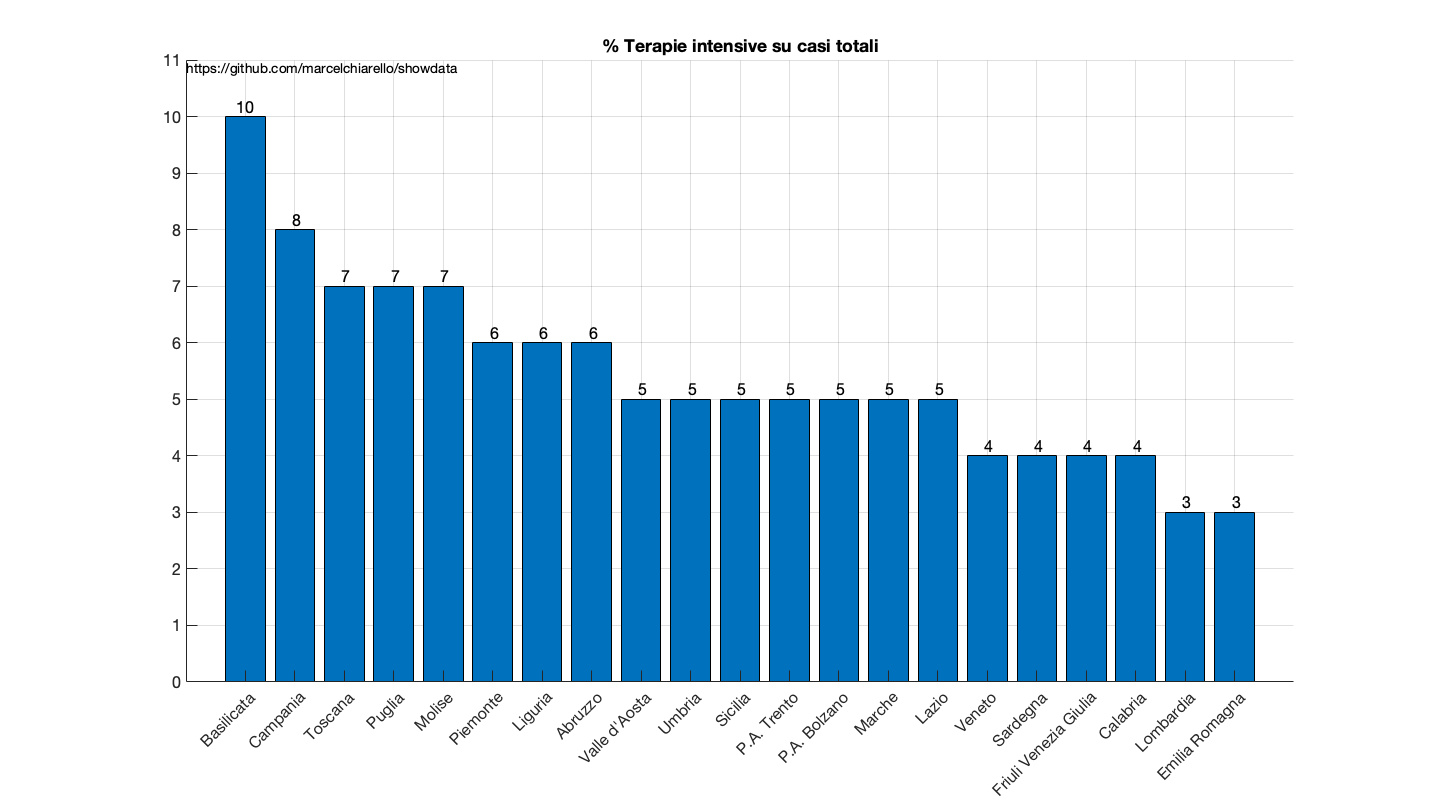 % Terapie intensive su casi totali
https://github.com/marcelchiarello/showdata
11
10
9
8
7
6
5
4
3
2
1
0
10
8
7
7
7
6
6
6
5
5
5
5
5
5
5
4
4
4
4
3
3
Basilicata
Campania
Toscana
Puglia
Molise
Piemonte
Liguria
Abruzzo
Valle d'Aosta
Umbria
Sicilia
P.A. Trento
P.A. Bolzano
Marche
Lazio
Veneto
Sardegna
Friuli Venezia Giulia
Calabria
Lombardia
Emilia Romagna